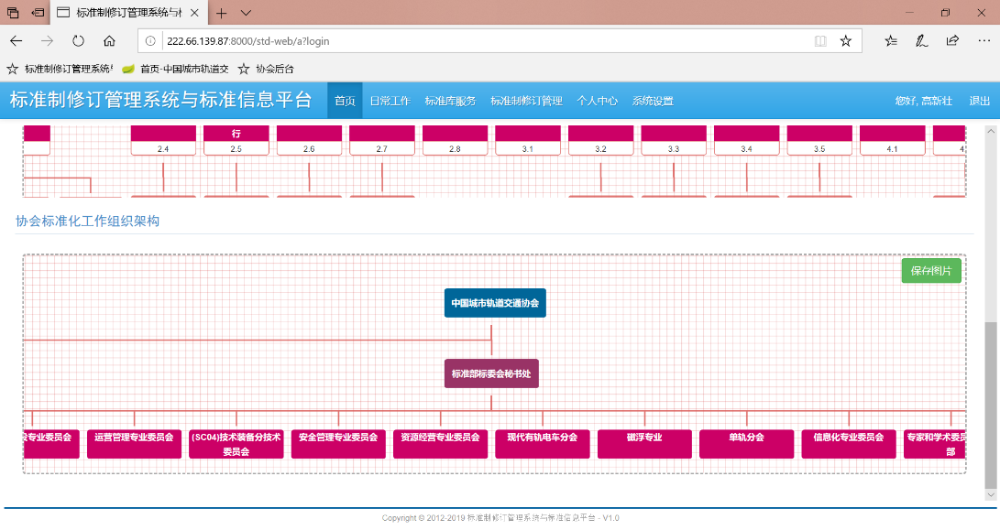 标准制修订管理系统与
222.66.139.87:8000/std-web/a?login
标准制修订管理系统 首页-中国城市轨道交 协会后台
标准制修订管理系统与标准信息平台 首页 日常工作 标准库服务 标准制修订管理 个人中心 系统设置 您好, 高新壮 退出
行
2.4 2.5 2.6 2.7 2.8 3.1 3.2 3.3 3.4 3.5 4.1 4
协会标准化工作组织架构
保存图片
中国城市轨道交通协会
标准部标委会秘书处
专业委员会 运营管理专业委员会 (SC04)技术装备分技术 安全管理专业委员会 资源经营专业委员会 现代有轨电车分会 磁浮专业 单轨分会 信息化专业委员会 专家和学术委
委员会 部
Copyright © 2012-2019 标准制修订管理系统与标准信息平台 - V1.0